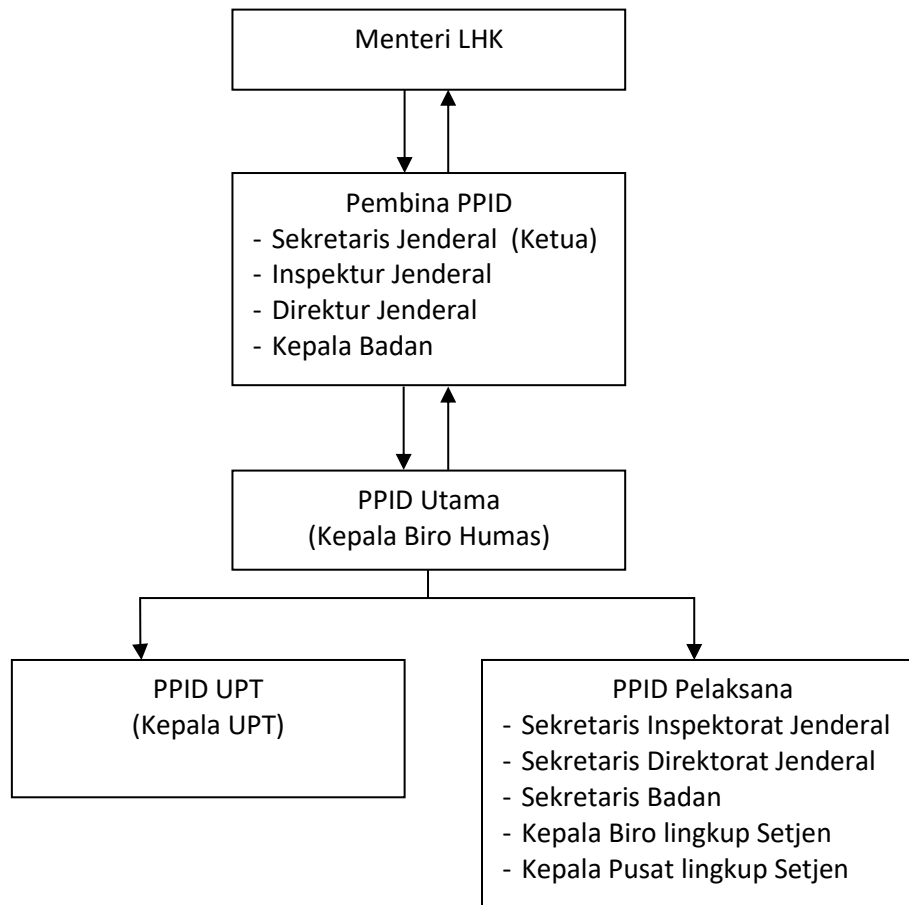 Menteri LHK
Pembina PPID
- Sekretaris Jenderal (Ketua)
- Inspektur Jenderal
- Direktur Jenderal
- Kepala Badan
PPID Utama
(Kepala Biro Humas)
PPID UPT
(Kepala UPT)
PPID Pelaksana
- Sekretaris Inspektorat Jenderal
- Sekretaris Direktorat Jenderal
- Sekretaris Badan
- Kepala Biro lingkup Setjen
- Kepala Pusat lingkup Setjen